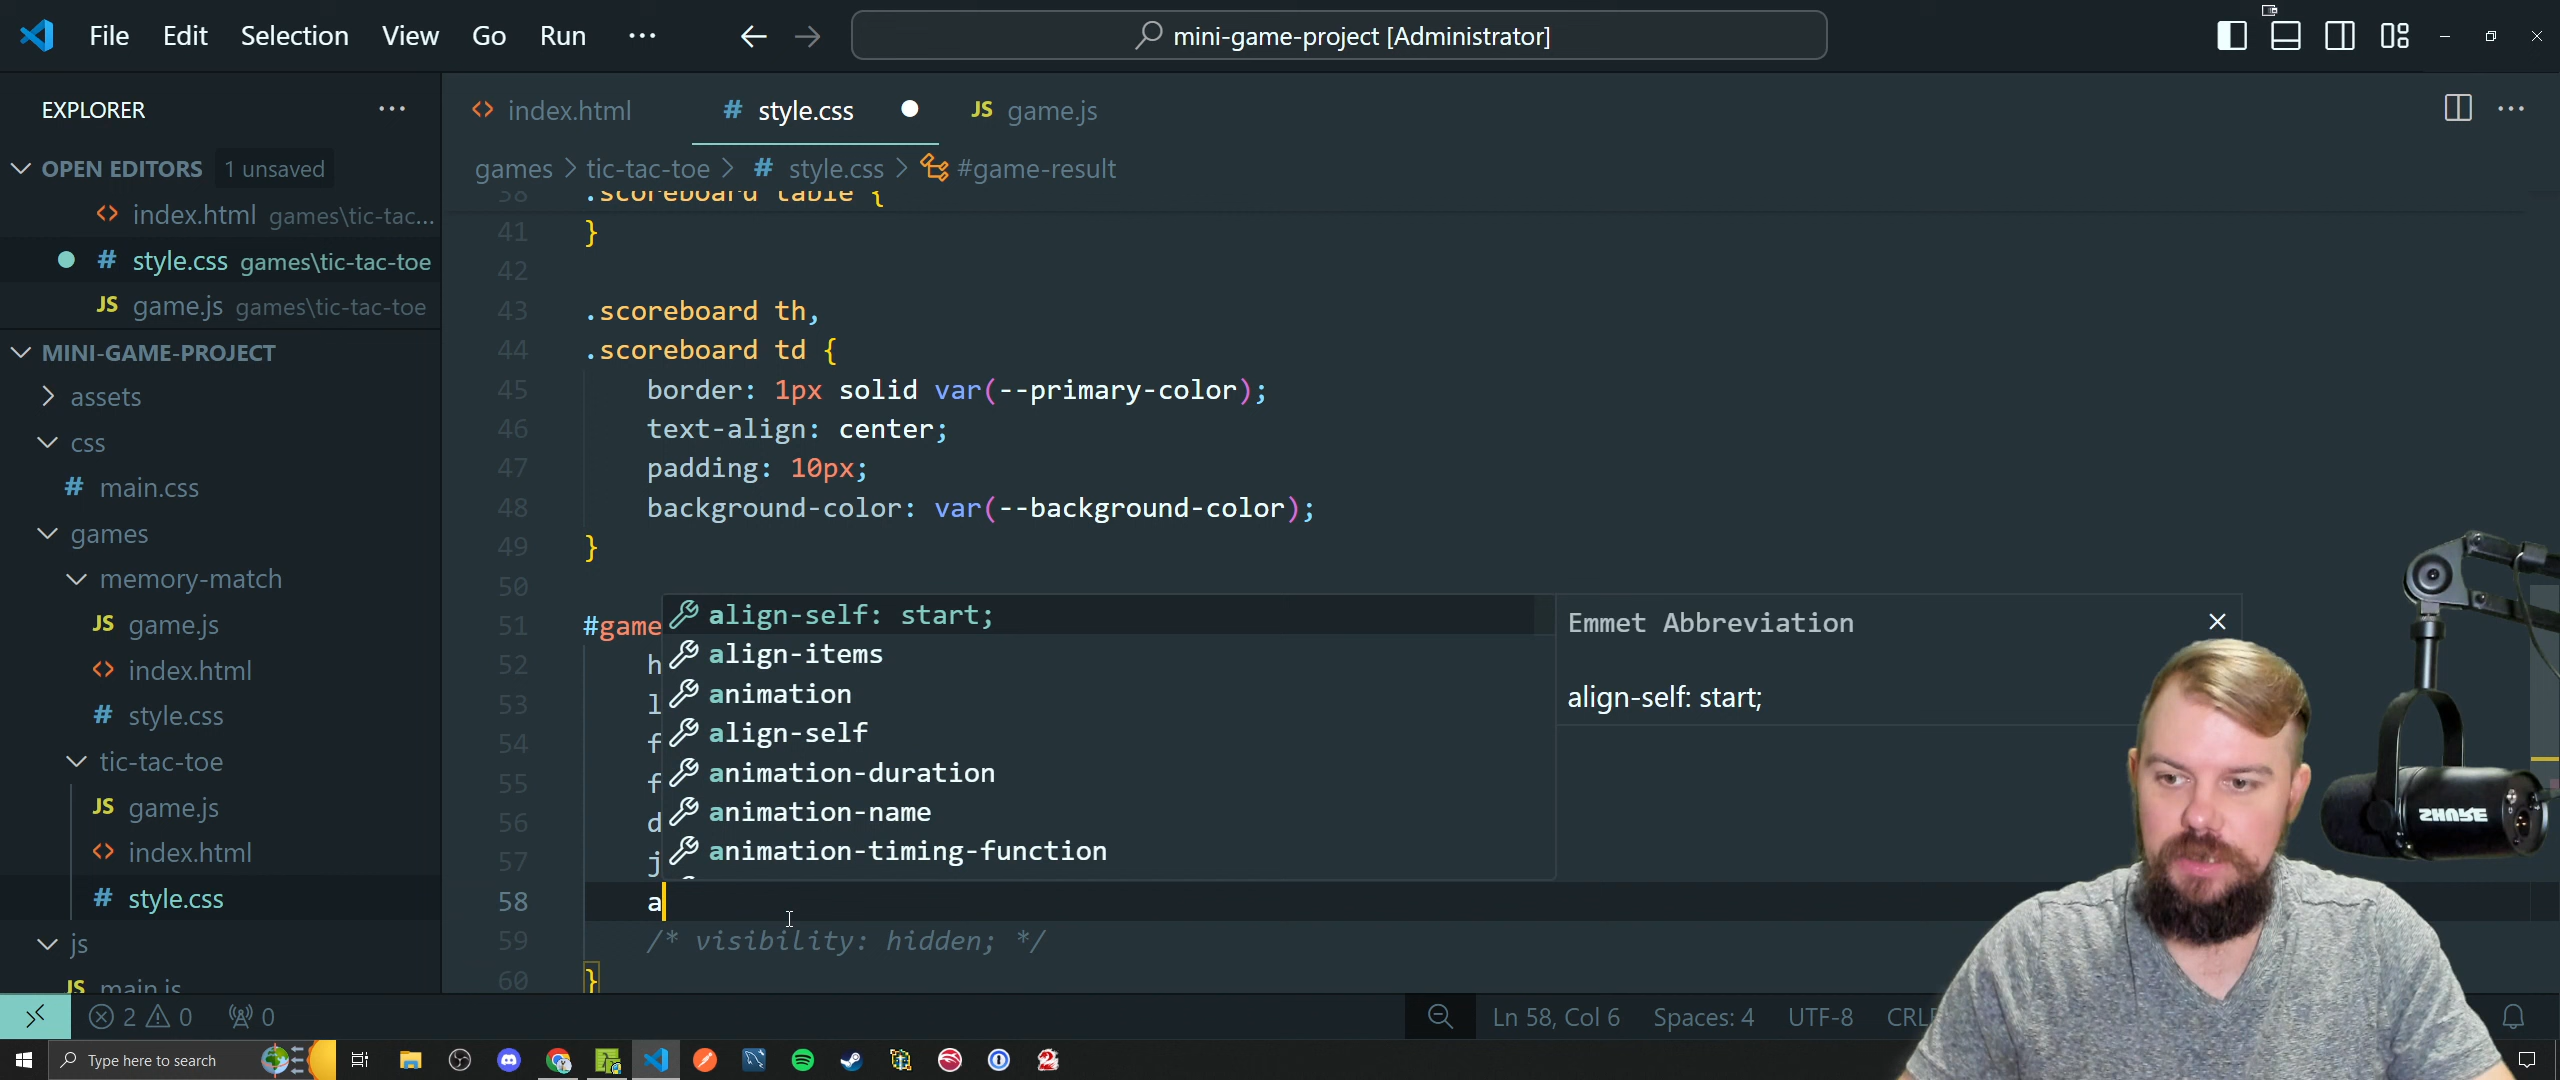 File Edit Selection View Go Run ···
mini-game-project [Administrator]
EXPLORER ···
OPEN EDITORS 1 unsaved
<> index.html games\tic-tac...
# style.css games\tic-tac-toe
JS game.js games\tic-tac-toe
MINI-GAME-PROJECT
assets
css
# main.css
games
memory-match
JS game.js
<> index.html
# style.css
tic-tac-toe
JS game.js
<> index.html
# style.css
js
JS main.js
<> index.html
# style.css
JS game.js
games > tic-tac-toe > # style.css > #game-result
38 .scoreboard table {
41 }
42
43 .scoreboard th,
44 .scoreboard td {
45 border: 1px solid var(--primary-color);
46 text-align: center;
47 padding: 10px;
48 background-color: var(--background-color);
49 }
50
51 #game
52 h
53 l
54 f
55 f
56 d
57 j
58 a
59 /* visibility: hidden; */
60 }
align-self: start;
align-items
animation
align-self
animation-duration
animation-name
animation-timing-function
Emmet Abbreviation
align-self: start;
SHURE
2 0 0
Ln 58, Col 6 Spaces: 4 UTF-8
Type here to search